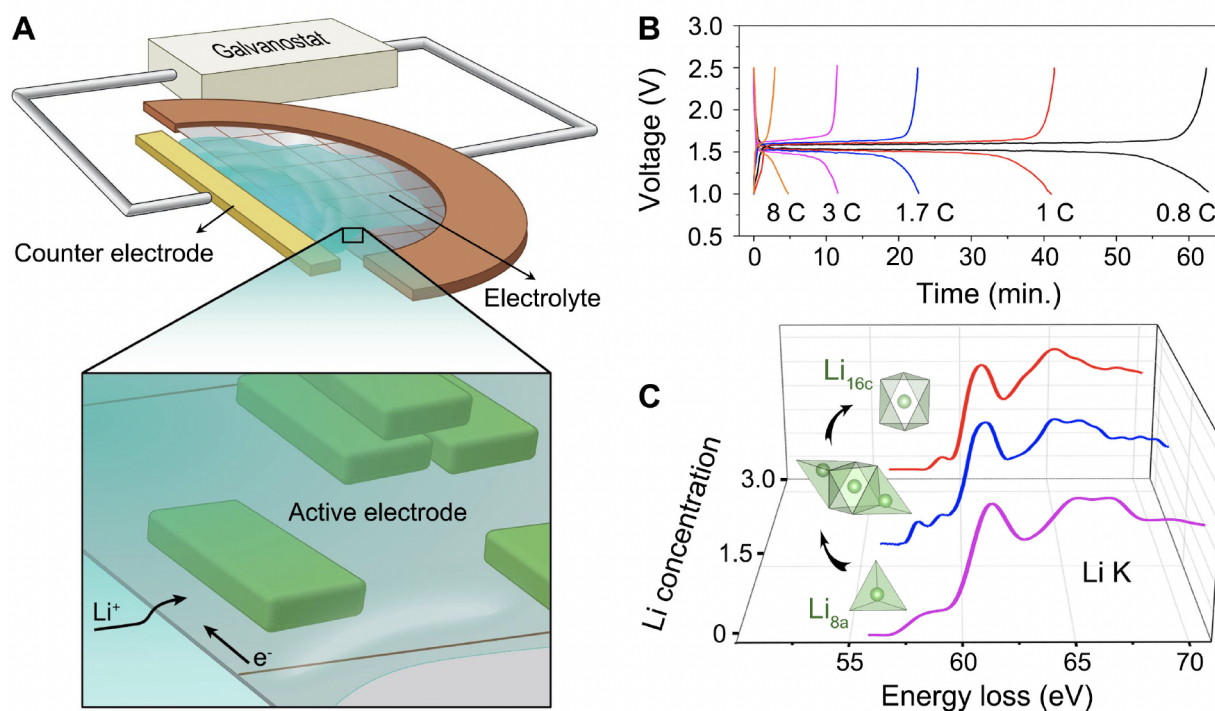 A
Galvanostat
Counter electrode
Electrolyte
Active electrode
Li⁺
e⁻
B
Voltage (V)
3.0
2.5
2.0
1.5
1.0
0.5
8 C 3 C 1.7 C 1 C 0.8 C
0 10 20 30 40 50 60
Time (min.)
C
Li concentration
3.0
1.5
0
Li₁₆c
Li₈a
Li K
55 60 65 70
Energy loss (eV)